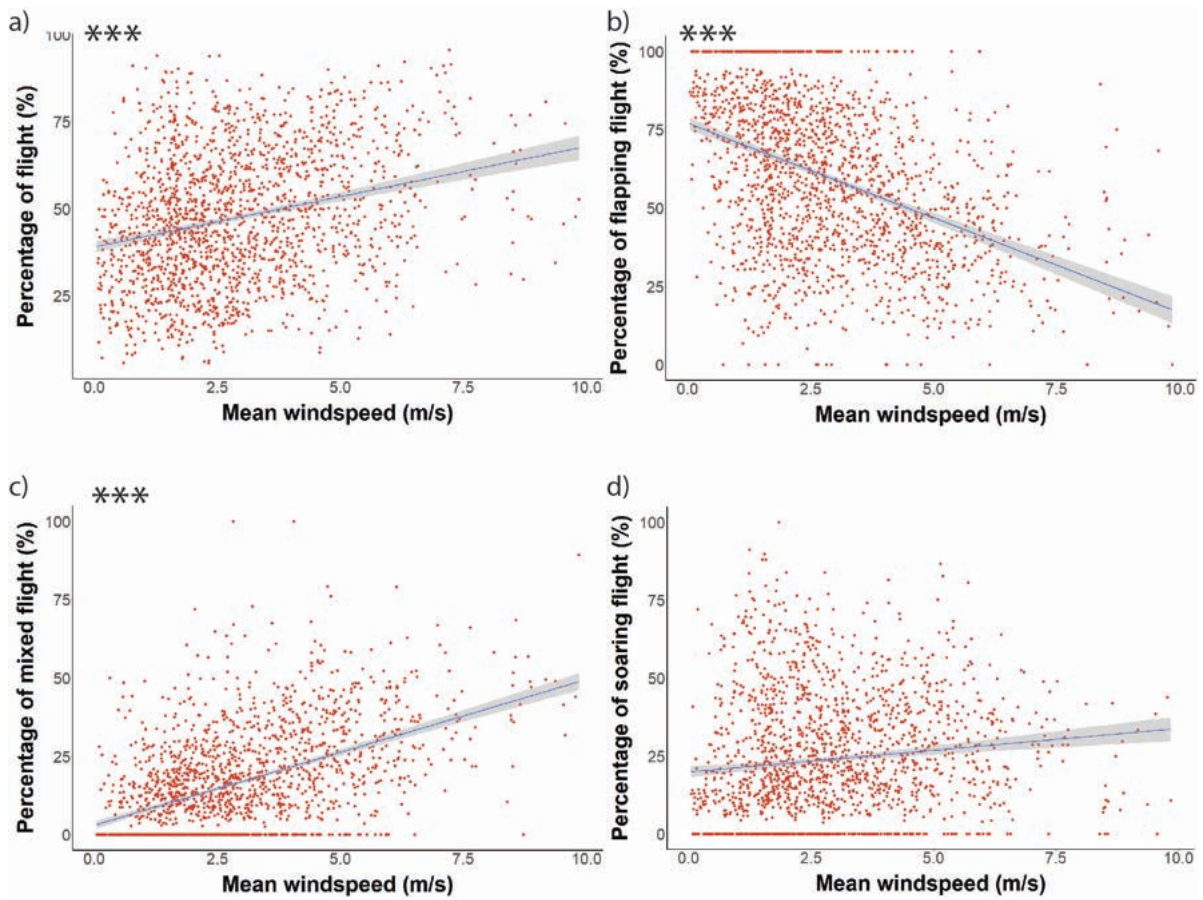 a)
***
Percentage of flight (%)
100
75
50
25
0.0 2.5 5.0 7.5 10.0
Mean windspeed (m/s)
b)
***
Percentage of flapping flight (%)
100
75
50
25
0
0.0 2.5 5.0 7.5 10.0
Mean windspeed (m/s)
c)
***
Percentage of mixed flight (%)
100
75
50
25
0
0.0 2.5 5.0 7.5 10.0
Mean windspeed (m/s)
d)
Percentage of soaring flight (%)
100
75
50
25
0
0.0 2.5 5.0 7.5 10.0
Mean windspeed (m/s)